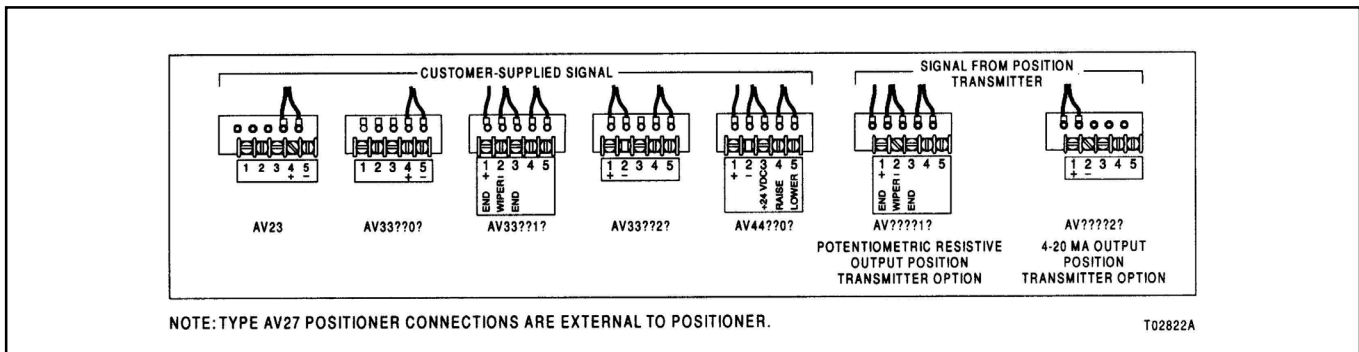 CUSTOMER-SUPPLIED SIGNAL
SIGNAL FROM POSITION
TRANSMITTER
1 2 3 4 5
+ -
AV23
1 2 3 4 5
+ -
AV33??0?
1 2 3 4 5
+ -
END WIPER END
AV33??1?
1 2 3 4 5
+ -
AV33??2?
1 2 3 4 5
+ - +24 VDC RAISE LOWER
AV44??0?
1 2 3 4 5
+ -
END WIPER END
AV????1?
POTENTIOMETRIC RESISTIVE
OUTPUT POSITION
TRANSMITTER OPTION
1 2 3 4 5
+ -
AV????2?
4-20 MA OUTPUT
POSITION
TRANSMITTER OPTION
NOTE: TYPE AV27 POSITIONER CONNECTIONS ARE EXTERNAL TO POSITIONER.
T02822A